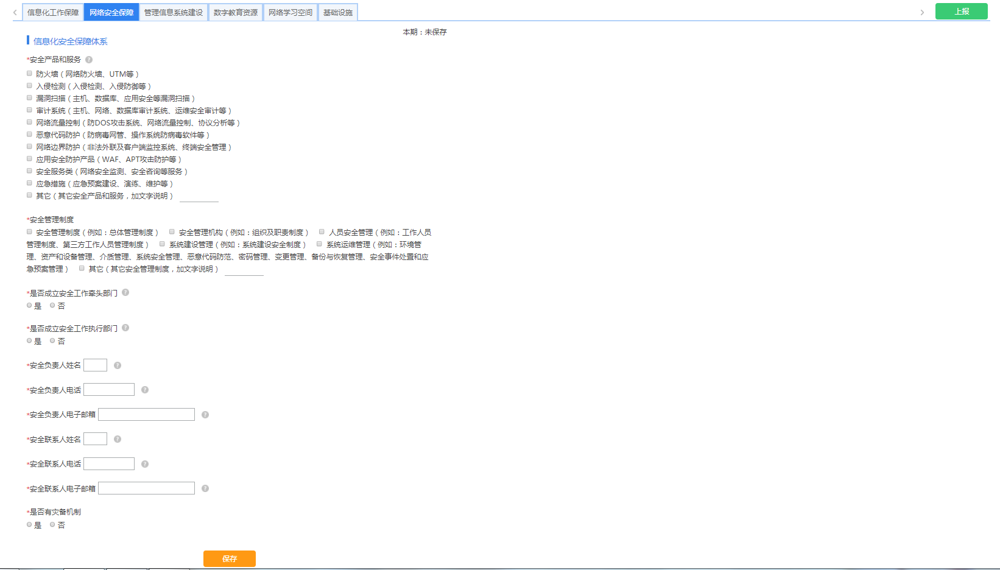 信息化工作保障 网络安全保障 管理信息系统建设 数字教育资源 网络学习空间 基础设施 上报
本期：未保存
信息化安全保障体系
*安全产品和服务 ?
防火墙（网络防火墙、UTM等）
入侵检测（入侵检测、入侵防御等）
漏洞扫描（主机、数据库、应用安全等漏洞扫描）
审计系统（主机、网络、数据库审计系统、运维安全审计等）
网络流量控制（防DOS攻击系统、网络流量控制、协议分析等）
恶意代码防护（防病毒网管、操作系统防病毒软件等）
网络边界防护（非法外联及客户端监控系统、终端安全管理）
应用安全防护产品（WAF、APT攻击防护等）
安全服务类（网络安全监测、安全咨询等服务）
应急措施（应急预案建设、演练、维护等）
其它（其它安全产品和服务，加文字说明）
*安全管理制度
安全管理制度（例如：总体管理制度） 安全管理机构（例如：组织及职责制度） 人员安全管理（例如：工作人员
管理制度、第三方工作人员管理制度） 系统建设管理（例如：系统建设安全制度） 系统运维管理（例如：环境管
理、资产和设备管理、介质管理、系统安全管理、恶意代码防范、密码管理、变更管理、备份与恢复管理、安全事件处置和应
急预案管理） 其它（其它安全管理制度，加文字说明）
*是否成立安全工作牵头部门 ?
是 否
*是否成立安全工作执行部门 ?
是 否
*安全负责人姓名 ?
*安全负责人电话 ?
*安全负责人电子邮箱 ?
*安全联系人姓名 ?
*安全联系人电话 ?
*安全联系人电子邮箱 ?
*是否有灾备机制
是 否
保存